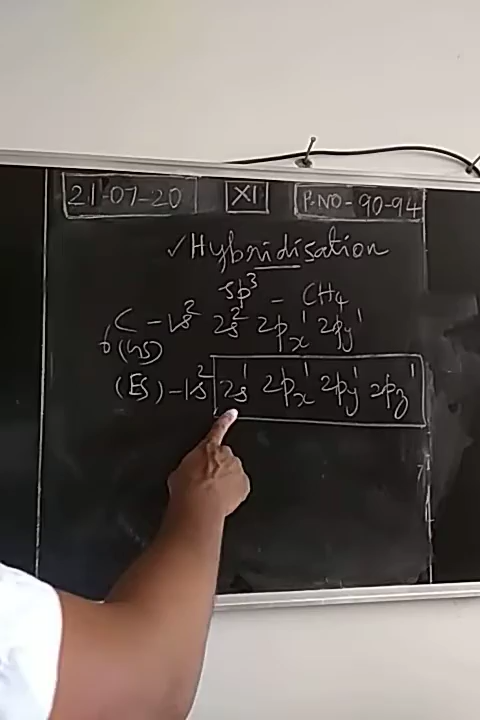 21-07-20 XI P.NO-90-94
✓Hybridisation
sp³ - CH₄
₆C - 1s² 2s² 2pₓ¹ 2py¹
(GS)
(ES) - 1s² 2s¹ 2pₓ¹ 2py¹ 2pz¹